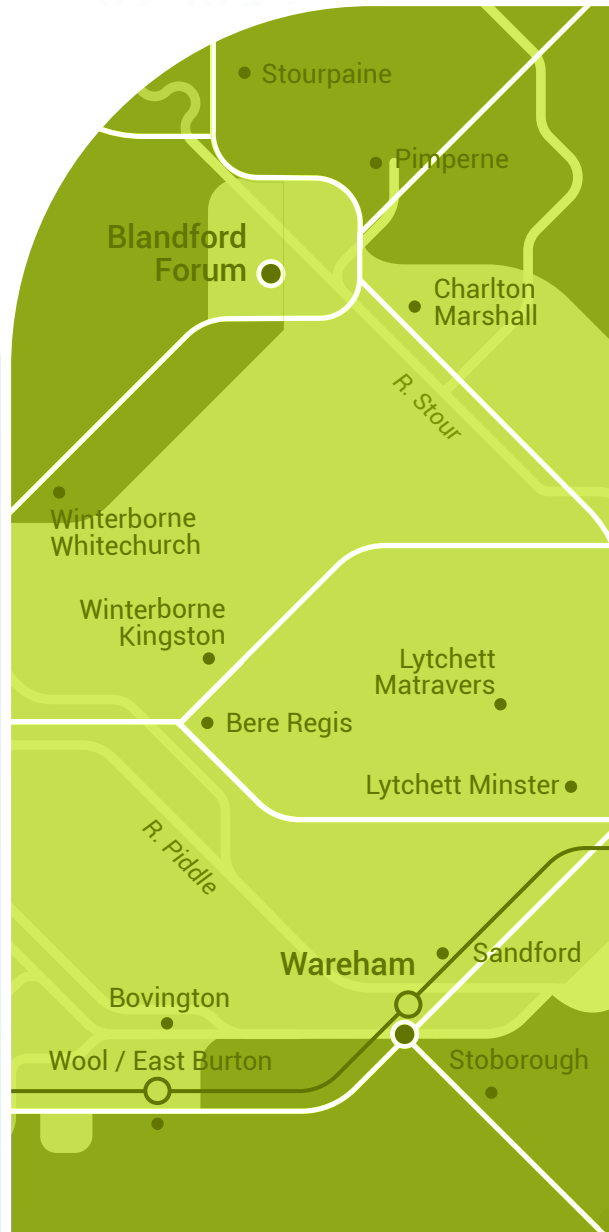 Stourpaine
Pimperne
Blandford
Forum
Charlton
Marshall
R. Stour
Winterborne
Whitechurch
Winterborne
Kingston
Lytchett
Matravers
Bere Regis
Lytchett Minster
R. Piddle
Wareham
Sandford
Bovington
Wool / East Burton
Stoborough